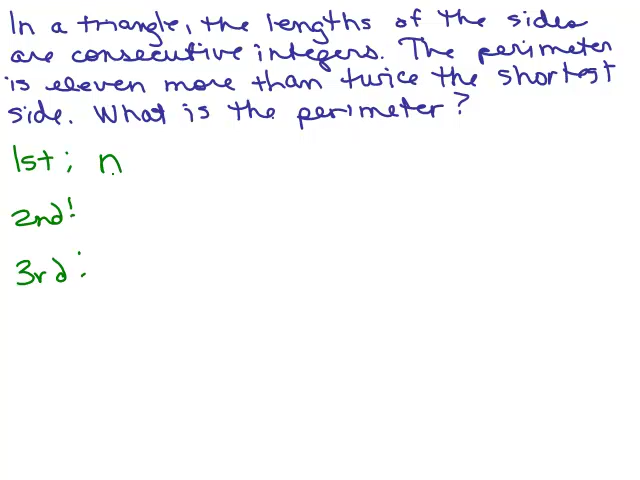 In a triangle, the lengths of the sides
are consecutive integers. The perimeter
is eleven more than twice the shortest
side. What is the perimeter?
1st: n
2nd:
3rd: